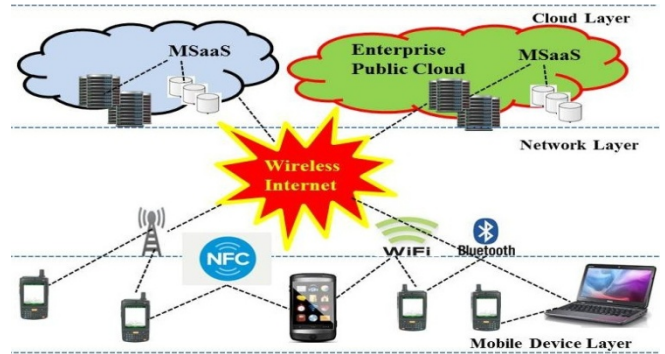 Cloud Layer
MSaaS
Enterprise
Public Cloud
MSaaS
Network Layer
Wireless
Internet
NFC
WiFi
Bluetooth
Mobile Device Layer